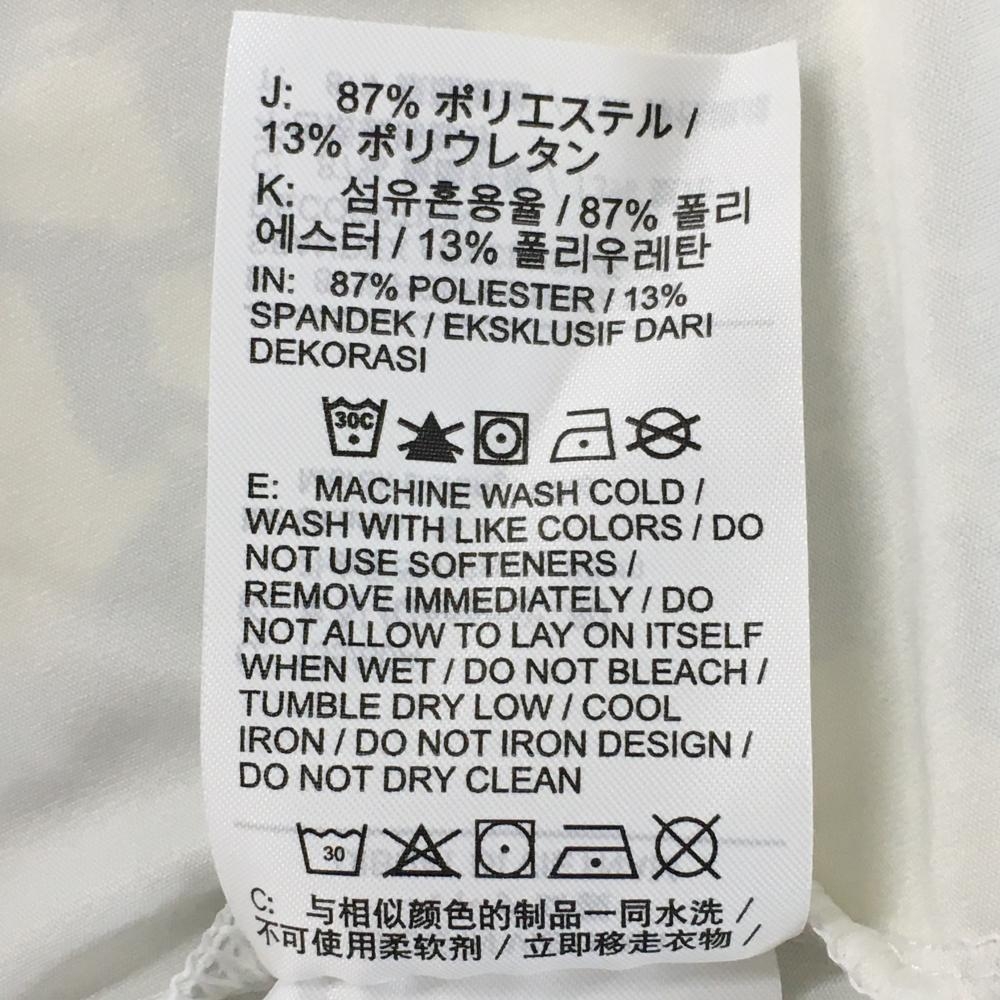 J: 87% ポリエステル /
13% ポリウレタン
K: 섬유혼용율 / 87% 폴리
에스터 / 13% 폴리우레탄
IN: 87% POLIESTER / 13%
SPANDEK / EKSKLUSIF DARI
DEKORASI
30C
E: MACHINE WASH COLD /
WASH WITH LIKE COLORS / DO
NOT USE SOFTENERS /
REMOVE IMMEDIATELY / DO
NOT ALLOW TO LAY ON ITSELF
WHEN WET / DO NOT BLEACH /
TUMBLE DRY LOW / COOL
IRON / DO NOT IRON DESIGN /
DO NOT DRY CLEAN
30
C: 与相似颜色的制品一同水洗 /
不可使用柔软剂 / 立即移走衣物 /